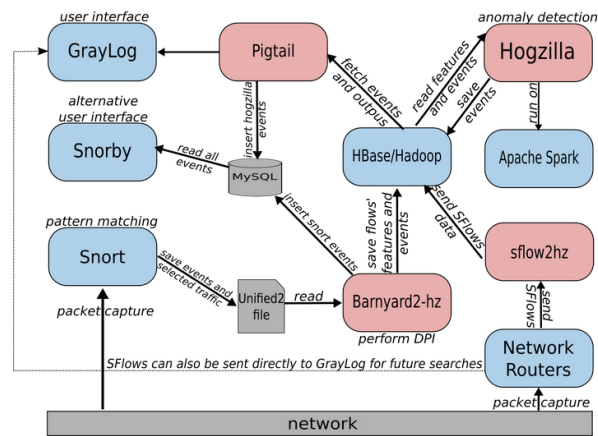 user interface
GrayLog
Pigtail
anomaly detection
Hogzilla
fetch events
and outpus
read features
and events
save
events
run on
insert hogzilla
events
alternative
user interface
Snorby
read all
events
MySQL
HBase/Hadoop
Apache Spark
pattern matching
Snort
save events and
selected traffic
Unified2
file
read
insert snort events
save flows'
features and
events
send SFlows
data
sflow2hz
Barnyard2-hz
perform DPI
packet capture
send
SFlows
Network
Routers
SFlows can also be sent directly to GrayLog for future searches
packet capture
network